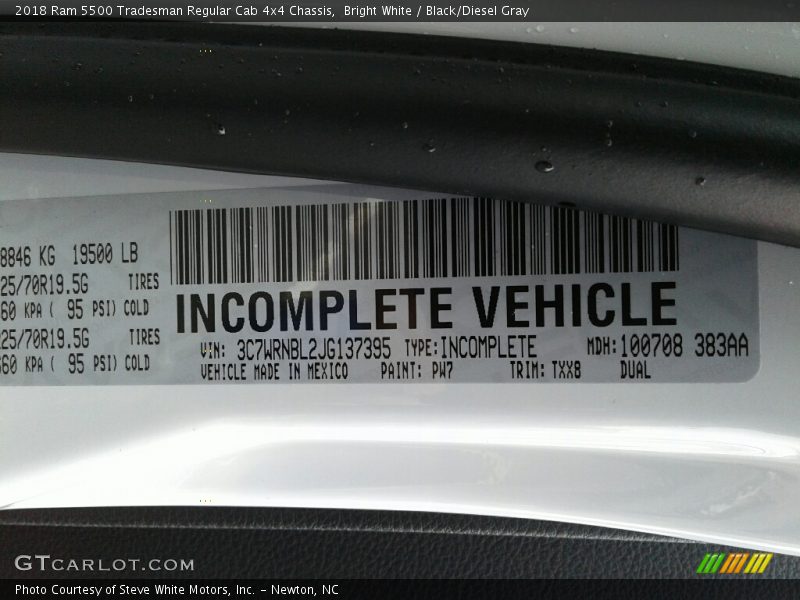 2018 Ram 5500 Tradesman Regular Cab 4x4 Chassis, Bright White / Black/Diesel Gray
8846 KG 19500 LB
25/70R19.5G TIRES
60 KPA ( 95 PSI) COLD
25/70R19.5G TIRES
60 KPA ( 95 PSI) COLD
INCOMPLETE VEHICLE
VIN: 3C7WRNBL2JG137395 TYPE: INCOMPLETE MDH: 100708 383AA
VEHICLE MADE IN MEXICO PAINT: PW7 TRIM: TXX8 DUAL
GTCARLOT.COM
Photo Courtesy of Steve White Motors, Inc. – Newton, NC